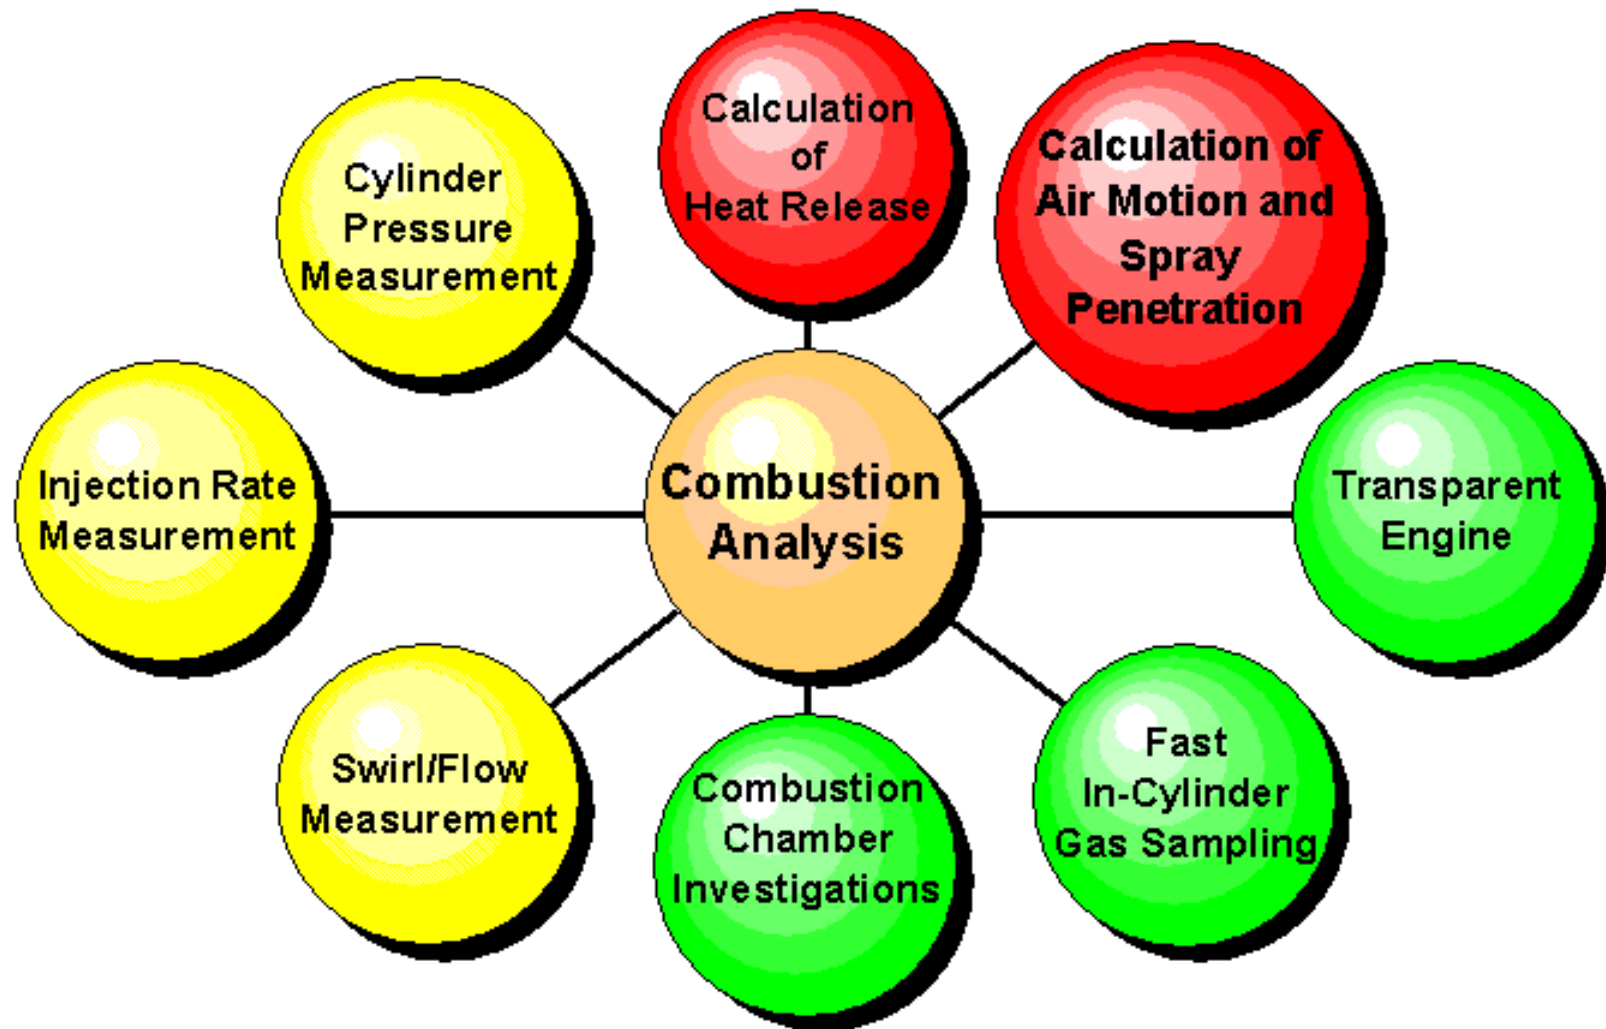 Calculation
of
Heat Release
Calculation of
Air Motion and
Spray
Penetration
Cylinder
Pressure
Measurement
Injection Rate
Measurement
Combustion
Analysis
Transparent
Engine
Swirl/Flow
Measurement
Combustion
Chamber
Investigations
Fast
In-Cylinder
Gas Sampling